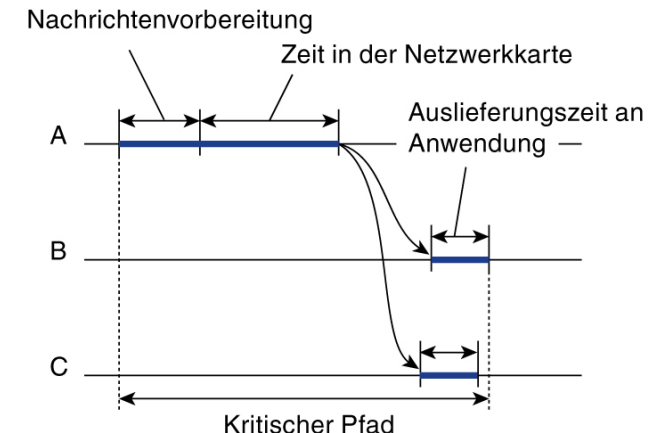 Nachrichtenvorbereitung
Zeit in der Netzwerkkarte
Auslieferungszeit an
Anwendung
A
B
C
Kritischer Pfad